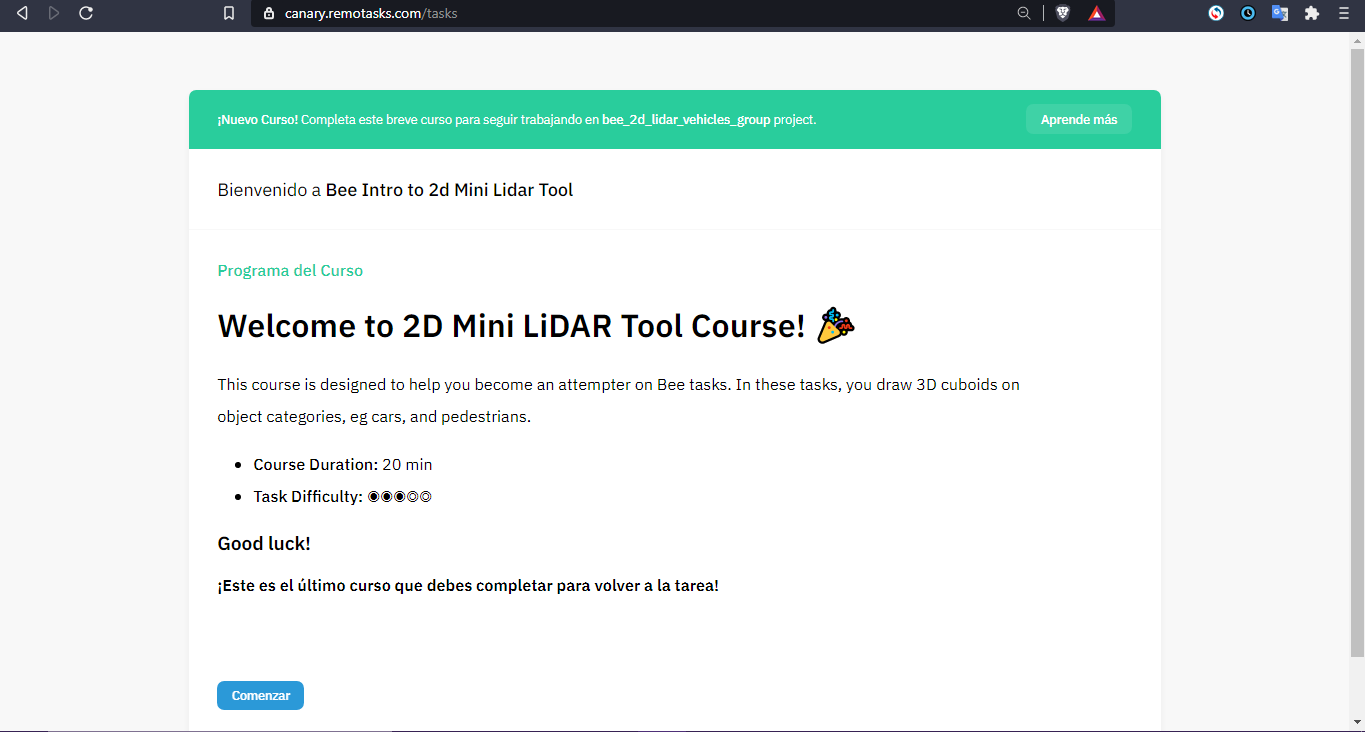 canary.remotasks.com/tasks
¡Nuevo Curso! Completa este breve curso para seguir trabajando en bee_2d_lidar_vehicles_group project.
Aprende más
Bienvenido a Bee Intro to 2d Mini Lidar Tool
Programa del Curso
Welcome to 2D Mini LiDAR Tool Course!
This course is designed to help you become an attempter on Bee tasks. In these tasks, you draw 3D cuboids on
object categories, eg cars, and pedestrians.
Course Duration: 20 min
Task Difficulty: ◉◉◉◎◎
Good luck!
¡Este es el último curso que debes completar para volver a la tarea!
Comenzar